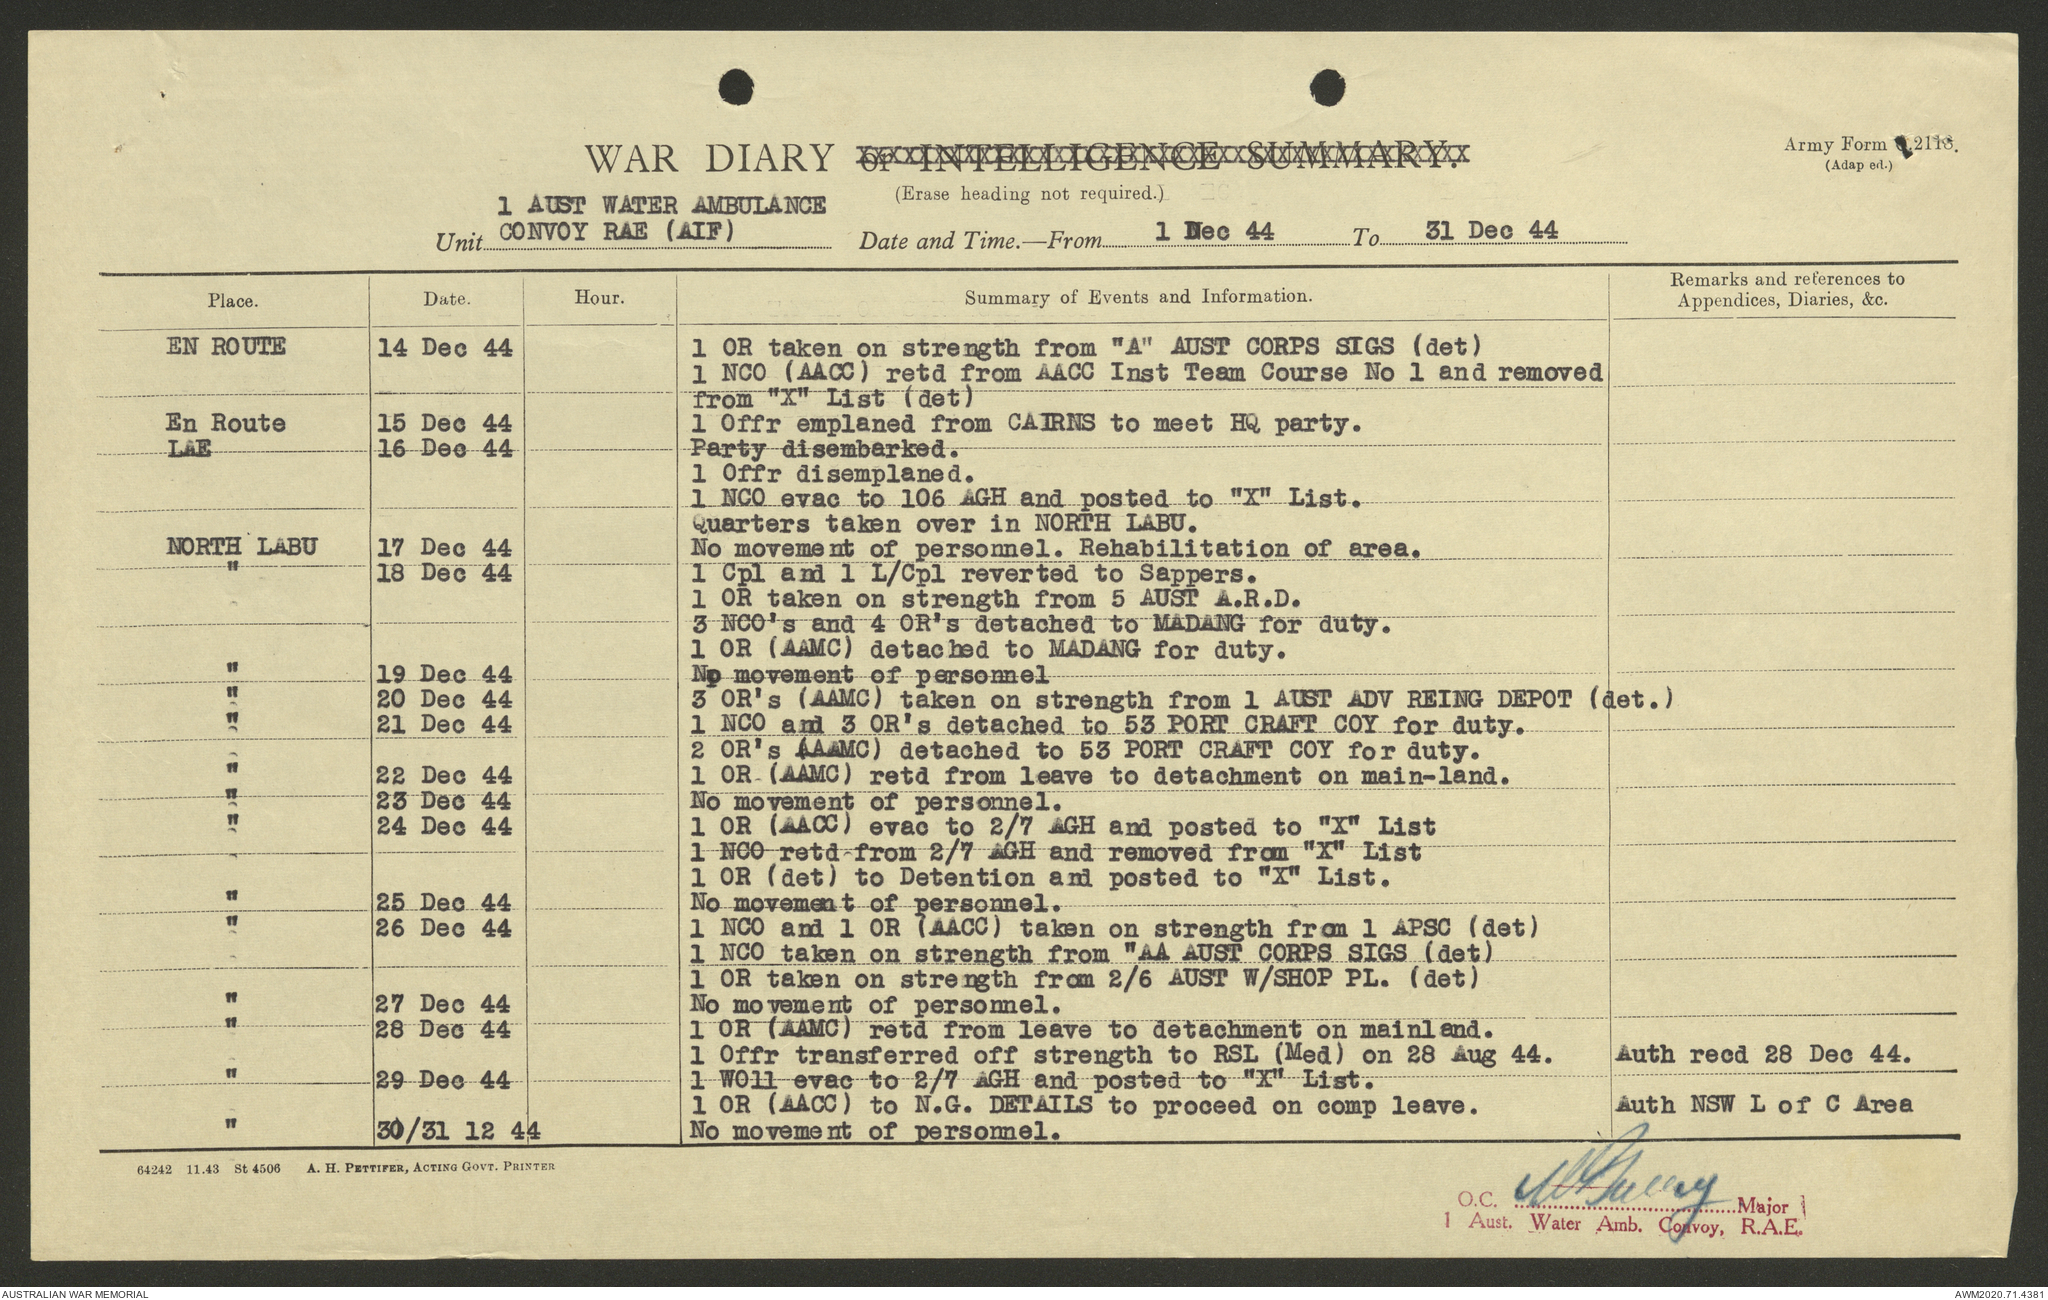 WAR DIARY or INTELLIGENCE SUMMARY.
Army Form 2118.
(Adap ed.)
(Erase heading not required.)
1 AUST WATER AMBULANCE
Unit CONVOY RAE (AIF) Date and Time.—From 1 Dec 44 To 31 Dec 44
Place. Date. Hour. Summary of Events and Information. Remarks and references to
Appendices, Diaries, &c.
EN ROUTE 14 Dec 44 1 OR taken on strength from "A" AUST CORPS SIGS (det)
1 NCO (AACC) retd from AACC Inst Team Course No 1 and removed
from "X" List (det)
En Route 15 Dec 44 1 Offr emplaned from CAIRNS to meet HQ party.
LAE 16 Dec 44 Party disembarked.
1 Offr disemplaned.
1 NCO evac to 106 AGH and posted to "X" List.
Quarters taken over in NORTH LABU.
NORTH LABU 17 Dec 44 No movement of personnel. Rehabilitation of area.
" 18 Dec 44 1 Cpl and 1 L/Cpl reverted to Sappers.
1 OR taken on strength from 5 AUST A.R.D.
3 NCO's and 4 OR's detached to MADANG for duty.
1 OR (AAMC) detached to MADANG for duty.
" 19 Dec 44 No movement of personnel
" 20 Dec 44 3 OR's (AAMC) taken on strength from 1 AUST ADV REING DEPOT (det.)
" 21 Dec 44 1 NCO and 3 OR's detached to 53 PORT CRAFT COY for duty.
2 OR's (AAMC) detached to 53 PORT CRAFT COY for duty.
" 22 Dec 44 1 OR (AAMC) retd from leave to detachment on main-land.
" 23 Dec 44 No movement of personnel.
" 24 Dec 44 1 OR (AACC) evac to 2/7 AGH and posted to "X" List
1 NCO retd from 2/7 AGH and removed from "X" List
1 OR (det) to Detention and posted to "X" List.
" 25 Dec 44 No movement of personnel.
" 26 Dec 44 1 NCO and 1 OR (AACC) taken on strength from 1 APSC (det)
1 NCO taken on strength from "AA AUST CORPS SIGS (det)
1 OR taken on strength from 2/6 AUST W/SHOP PL. (det)
" 27 Dec 44 No movement of personnel.
" 28 Dec 44 1 OR (AAMC) retd from leave to detachment on mainland.
1 Offr transferred off strength to RSL (Med) on 28 Aug 44. Auth recd 28 Dec 44.
" 29 Dec 44 1 WO11 evac to 2/7 AGH and posted to "X" List.
1 OR (AACC) to N.G. DETAILS to proceed on comp leave. Auth NSW L of C Area
" 30/31 12 44 No movement of personnel.
64242 11.43 St 4506 A. H. PETTIFER, ACTING GOVT. PRINTER
O.C. Major
1 Aust. Water Amb. Convoy, R.A.E.
AUSTRALIAN WAR MEMORIAL
AWM2020.71.4381